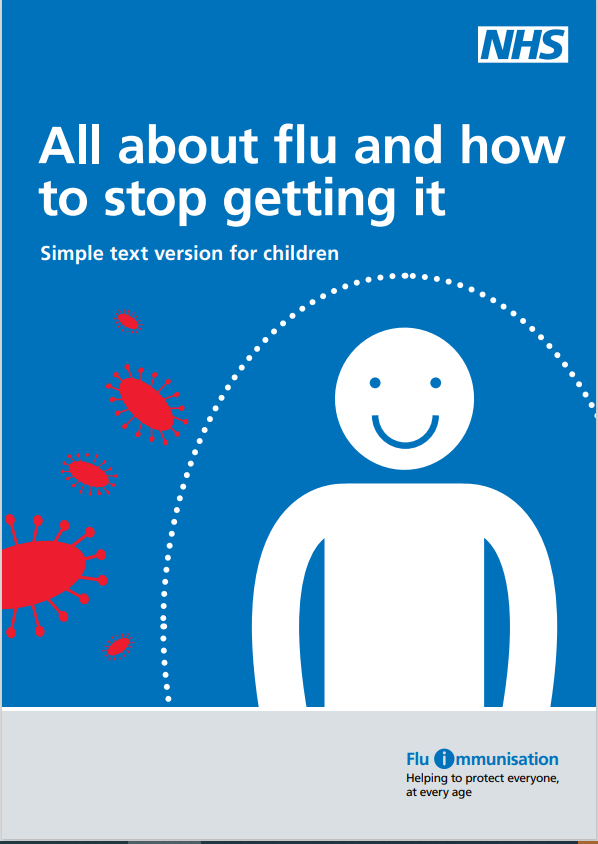 NHS
All about flu and how
to stop getting it
Simple text version for children
Flu immunisation
Helping to protect everyone,
at every age